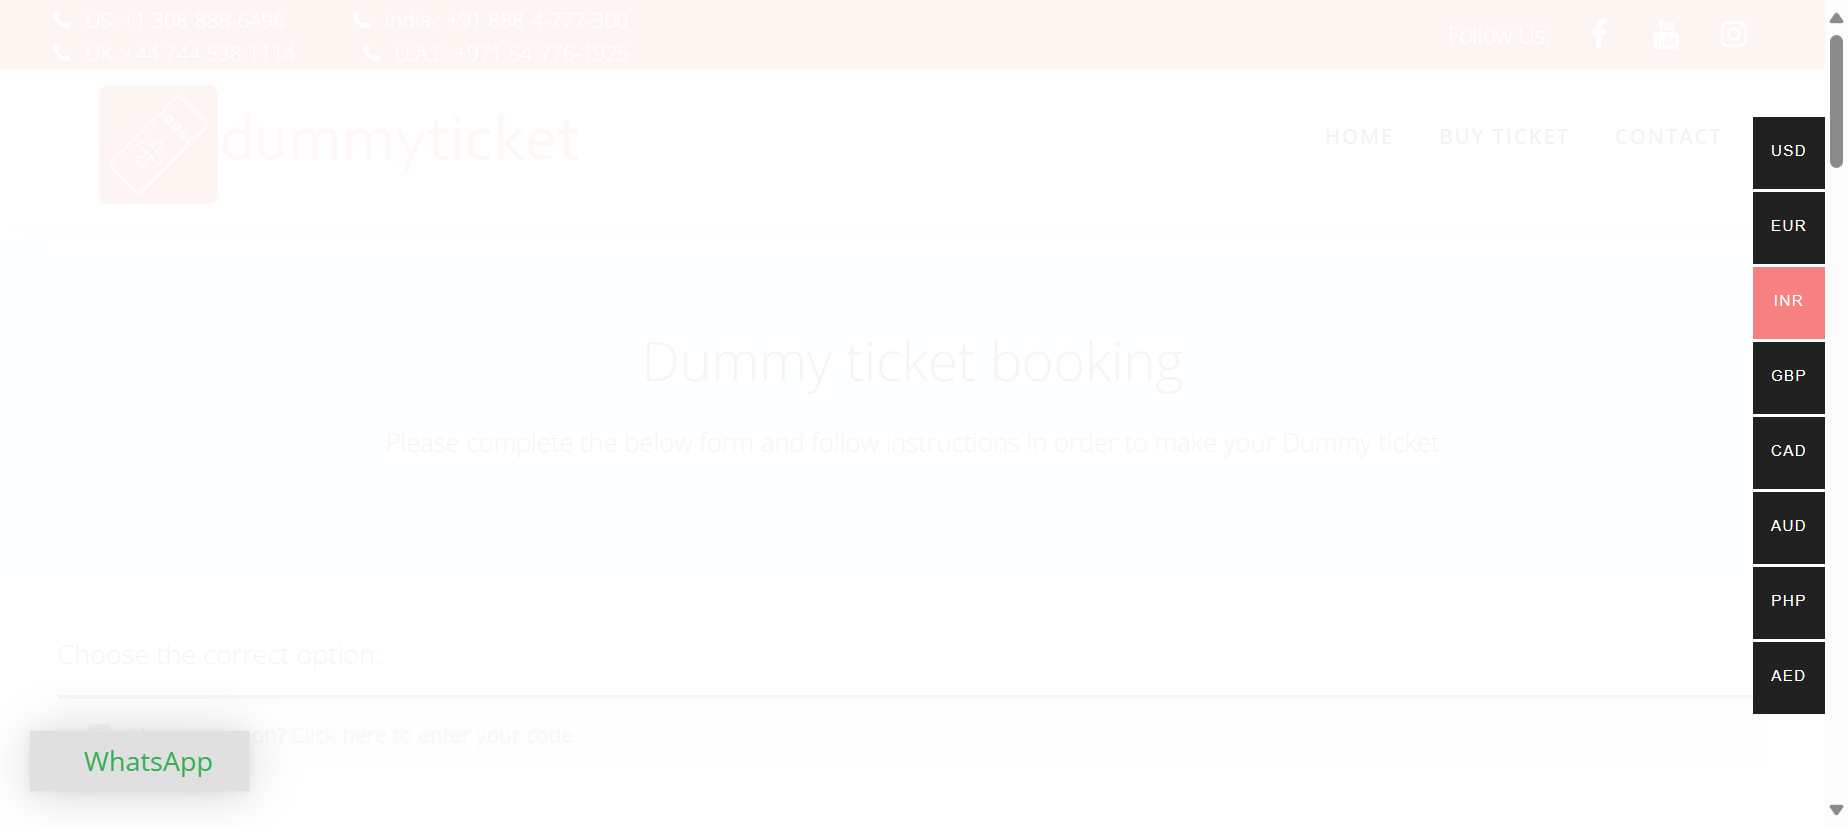 US: +1 308-888-6496
india : +91 888-4-777-300
UK :+44 744 538 1114
U.A.E :+971 54-776-1925
Follow Us:
dummyticket
HOME
BUY TICKET
CONTACT
USD
EUR
INR
GBP
CAD
AUD
PHP
AED
Dummy ticket booking
Please complete the below form and follow instructions in order to make your Dummy ticket
Choose the correct option:
Click here to enter your code
WhatsApp